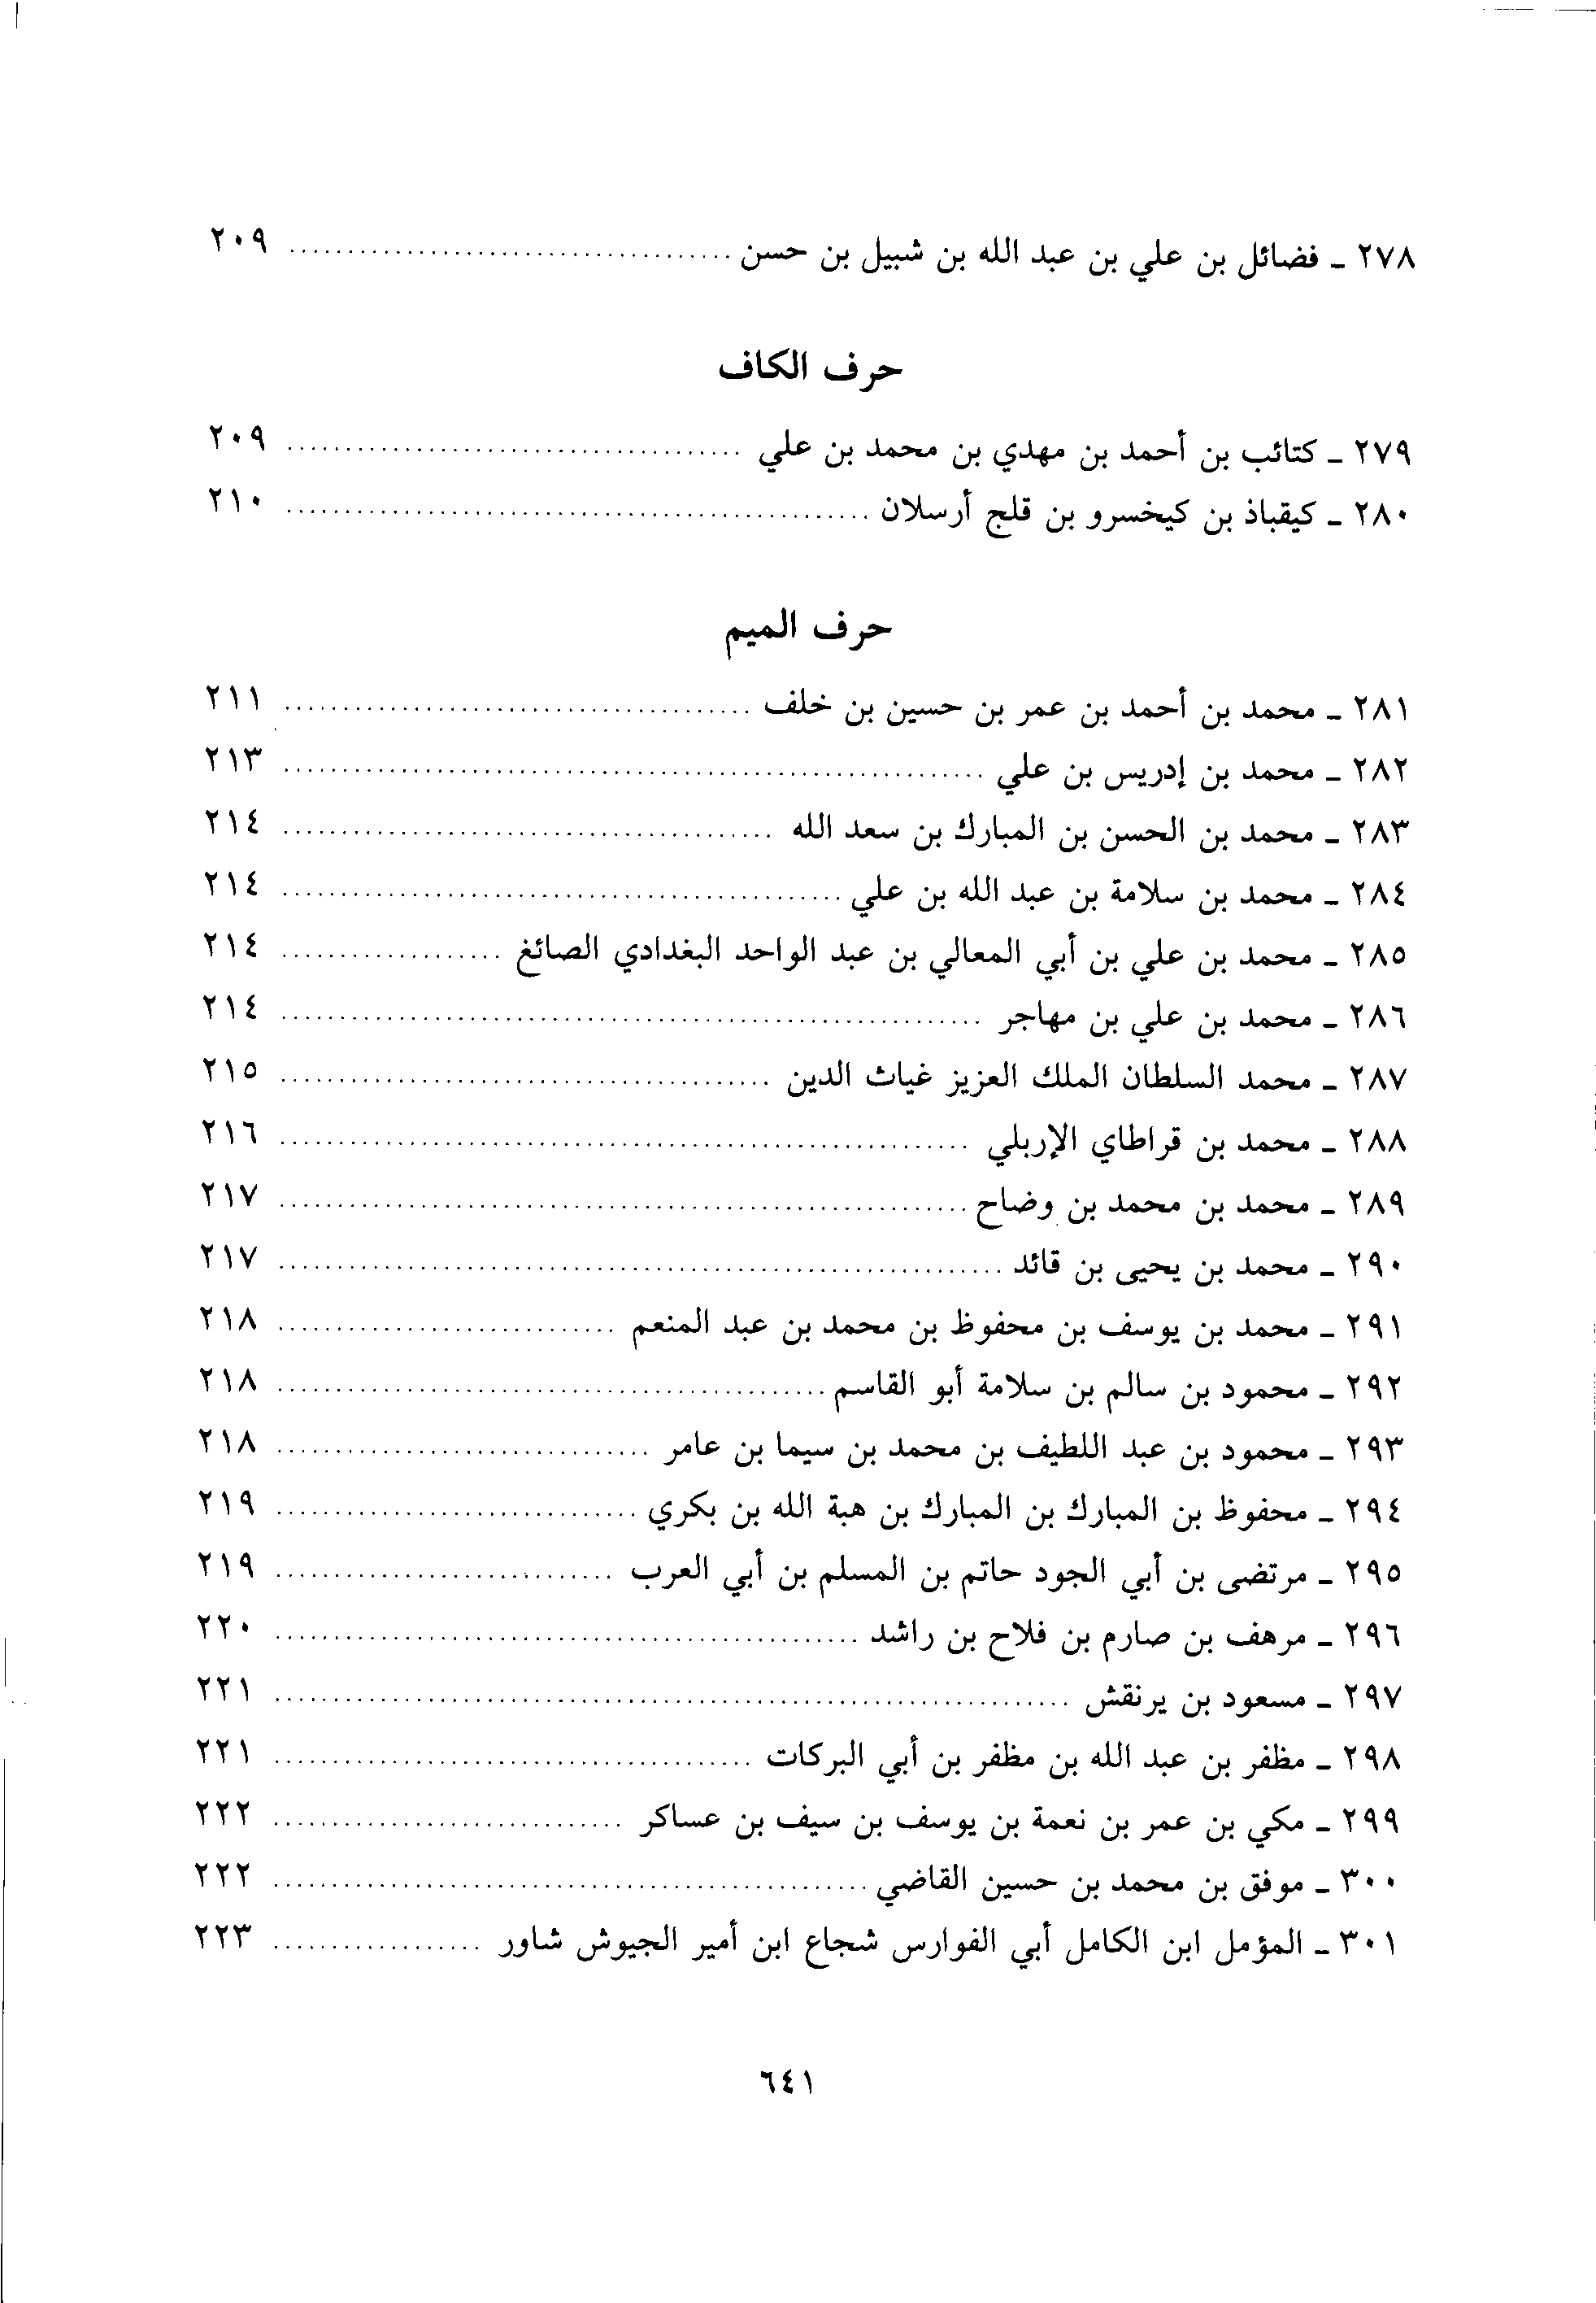 ٢٧٨ - فضائل بن علي بن عبد الله بن شبيل بن حسن ..................................... ٢٠٩
حرف الكاف
٢٧٩ - كتائب بن أحمد بن مهدي بن محمد بن علي ..................................... ٢٠٩
٢٨٠ - كيقباذ بن كيخسرو بن قلج أرسلان ................................................ ٢١٠
حرف الميم
٢٨١ - محمد بن أحمد بن عمر بن حسين بن خلف ...................................... ٢١١
٢٨٢ - محمد بن إدريس بن علي .......................................................... ٢١٣
٢٨٣ - محمد بن الحسن بن المبارك بن سعد الله ........................................ ٢١٤
٢٨٤ - محمد بن سلامة بن عبد الله بن علي .............................................. ٢١٤
٢٨٥ - محمد بن علي بن أبي المعالي بن عبد الواحد البغدادي الصائغ ................... ٢١٤
٢٨٦ - محمد بن علي بن مهاجر .......................................................... ٢١٤
٢٨٧ - محمد السلطان الملك العزيز غياث الدين ........................................ ٢١٥
٢٨٨ - محمد بن قراطاي الإربلي ......................................................... ٢١٦
٢٨٩ - محمد بن محمد بن وضاح ......................................................... ٢١٧
٢٩٠ - محمد بن يحيى بن قائد ............................................................ ٢١٧
٢٩١ - محمد بن يوسف بن محفوظ بن محمد بن عبد المنعم ............................ ٢١٨
٢٩٢ - محمود بن سالم بن سلامة أبو القاسم ............................................. ٢١٨
٢٩٣ - محمود بن عبد اللطيف بن محمد بن سيما بن عامر ............................... ٢١٨
٢٩٤ - محفوظ بن المبارك بن المبارك بن هبة الله بن بكري .............................. ٢١٩
٢٩٥ - مرتضى بن أبي الجود حاتم بن المسلم بن أبي العرب ............................ ٢١٩
٢٩٦ - مرهف بن صارم بن فلاح بن راشد ................................................ ٢٢٠
٢٩٧ - مسعود بن يرنقش .................................................................. ٢٢١
٢٩٨ - مظفر بن عبد الله بن مظفر بن أبي البركات ....................................... ٢٢١
٢٩٩ - مكي بن عمر بن نعمة بن يوسف بن سيف بن عساكر ............................. ٢٢٢
٣٠٠ - موفق بن محمد بن حسين القاضي ................................................. ٢٢٢
٣٠١ - المؤمل ابن الكامل أبي الفوارس شجاع ابن أمير الجيوش شاور .................. ٢٢٣
٦٤١